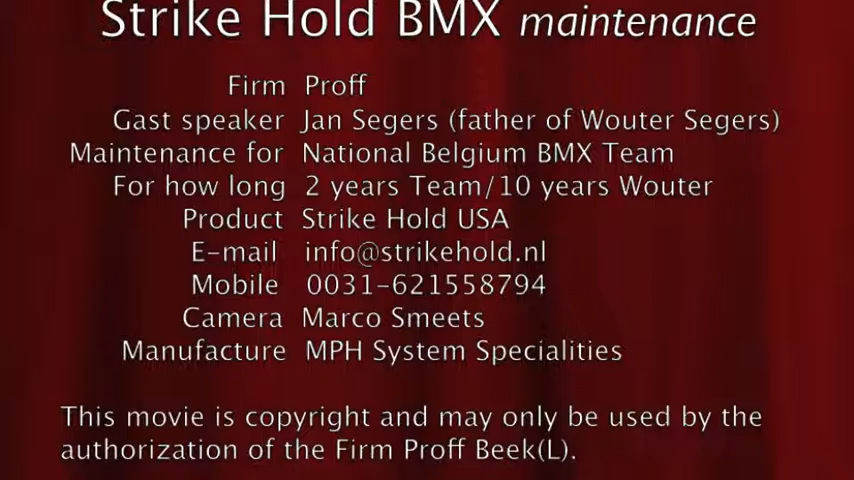 Strike Hold BMX maintenance
Firm Proff
Gast speaker Jan Segers (father of Wouter Segers)
Maintenance for National Belgium BMX Team
For how long 2 years Team/10 years Wouter
Product Strike Hold USA
E-mail info@strikehold.nl
Mobile 0031-621558794
Camera Marco Smeets
Manufacture MPH System Specialities
This movie is copyright and may only be used by the
authorization of the Firm Proff Beek(L).